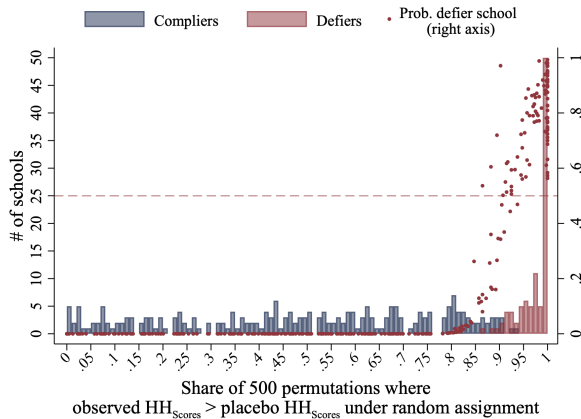 Compliers
Defiers
Prob. defier school
(right axis)
# of schools
50
45
40
35
30
25
20
15
10
5
0
1
.8
.6
.4
.2
0
0 .05 .1 .15 .2 .25 .3 .35 .4 .45 .5 .55 .6 .65 .7 .75 .8 .85 .9 .95 1
Share of 500 permutations where
observed HH_Scores > placebo HH_Scores under random assignment